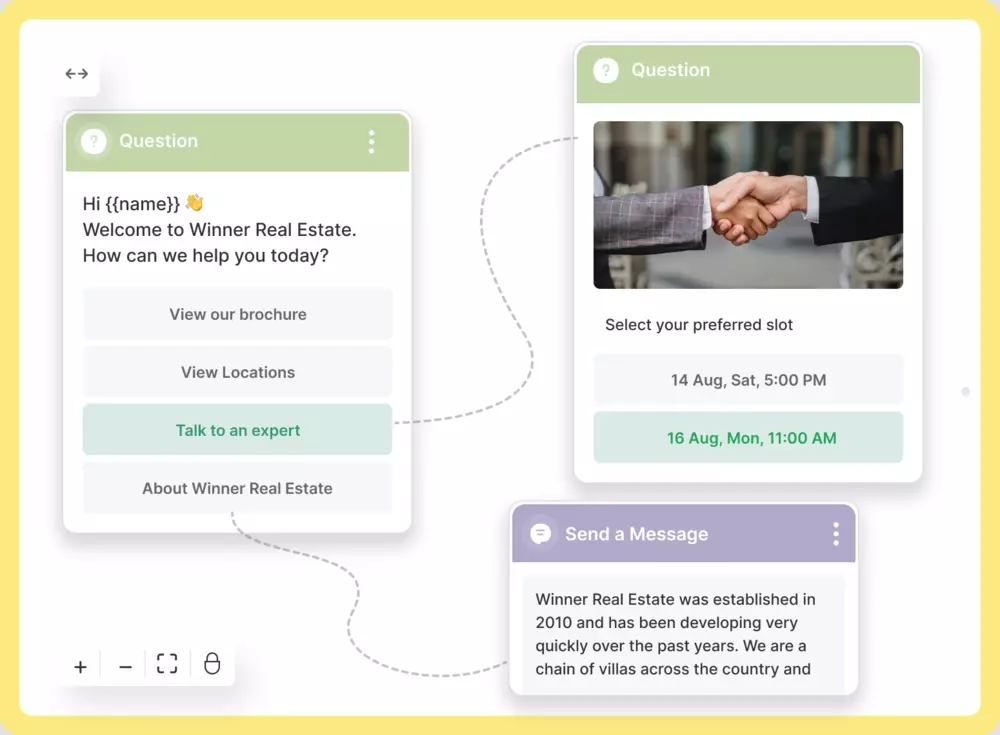 Question
Hi {{name}} 👋
Welcome to Winner Real Estate.
How can we help you today?
View our brochure
View Locations
Talk to an expert
About Winner Real Estate
Question
Select your preferred slot
14 Aug, Sat, 5:00 PM
16 Aug, Mon, 11:00 AM
Send a Message
Winner Real Estate was established in
2010 and has been developing very
quickly over the past years. We are a
chain of villas across the country and